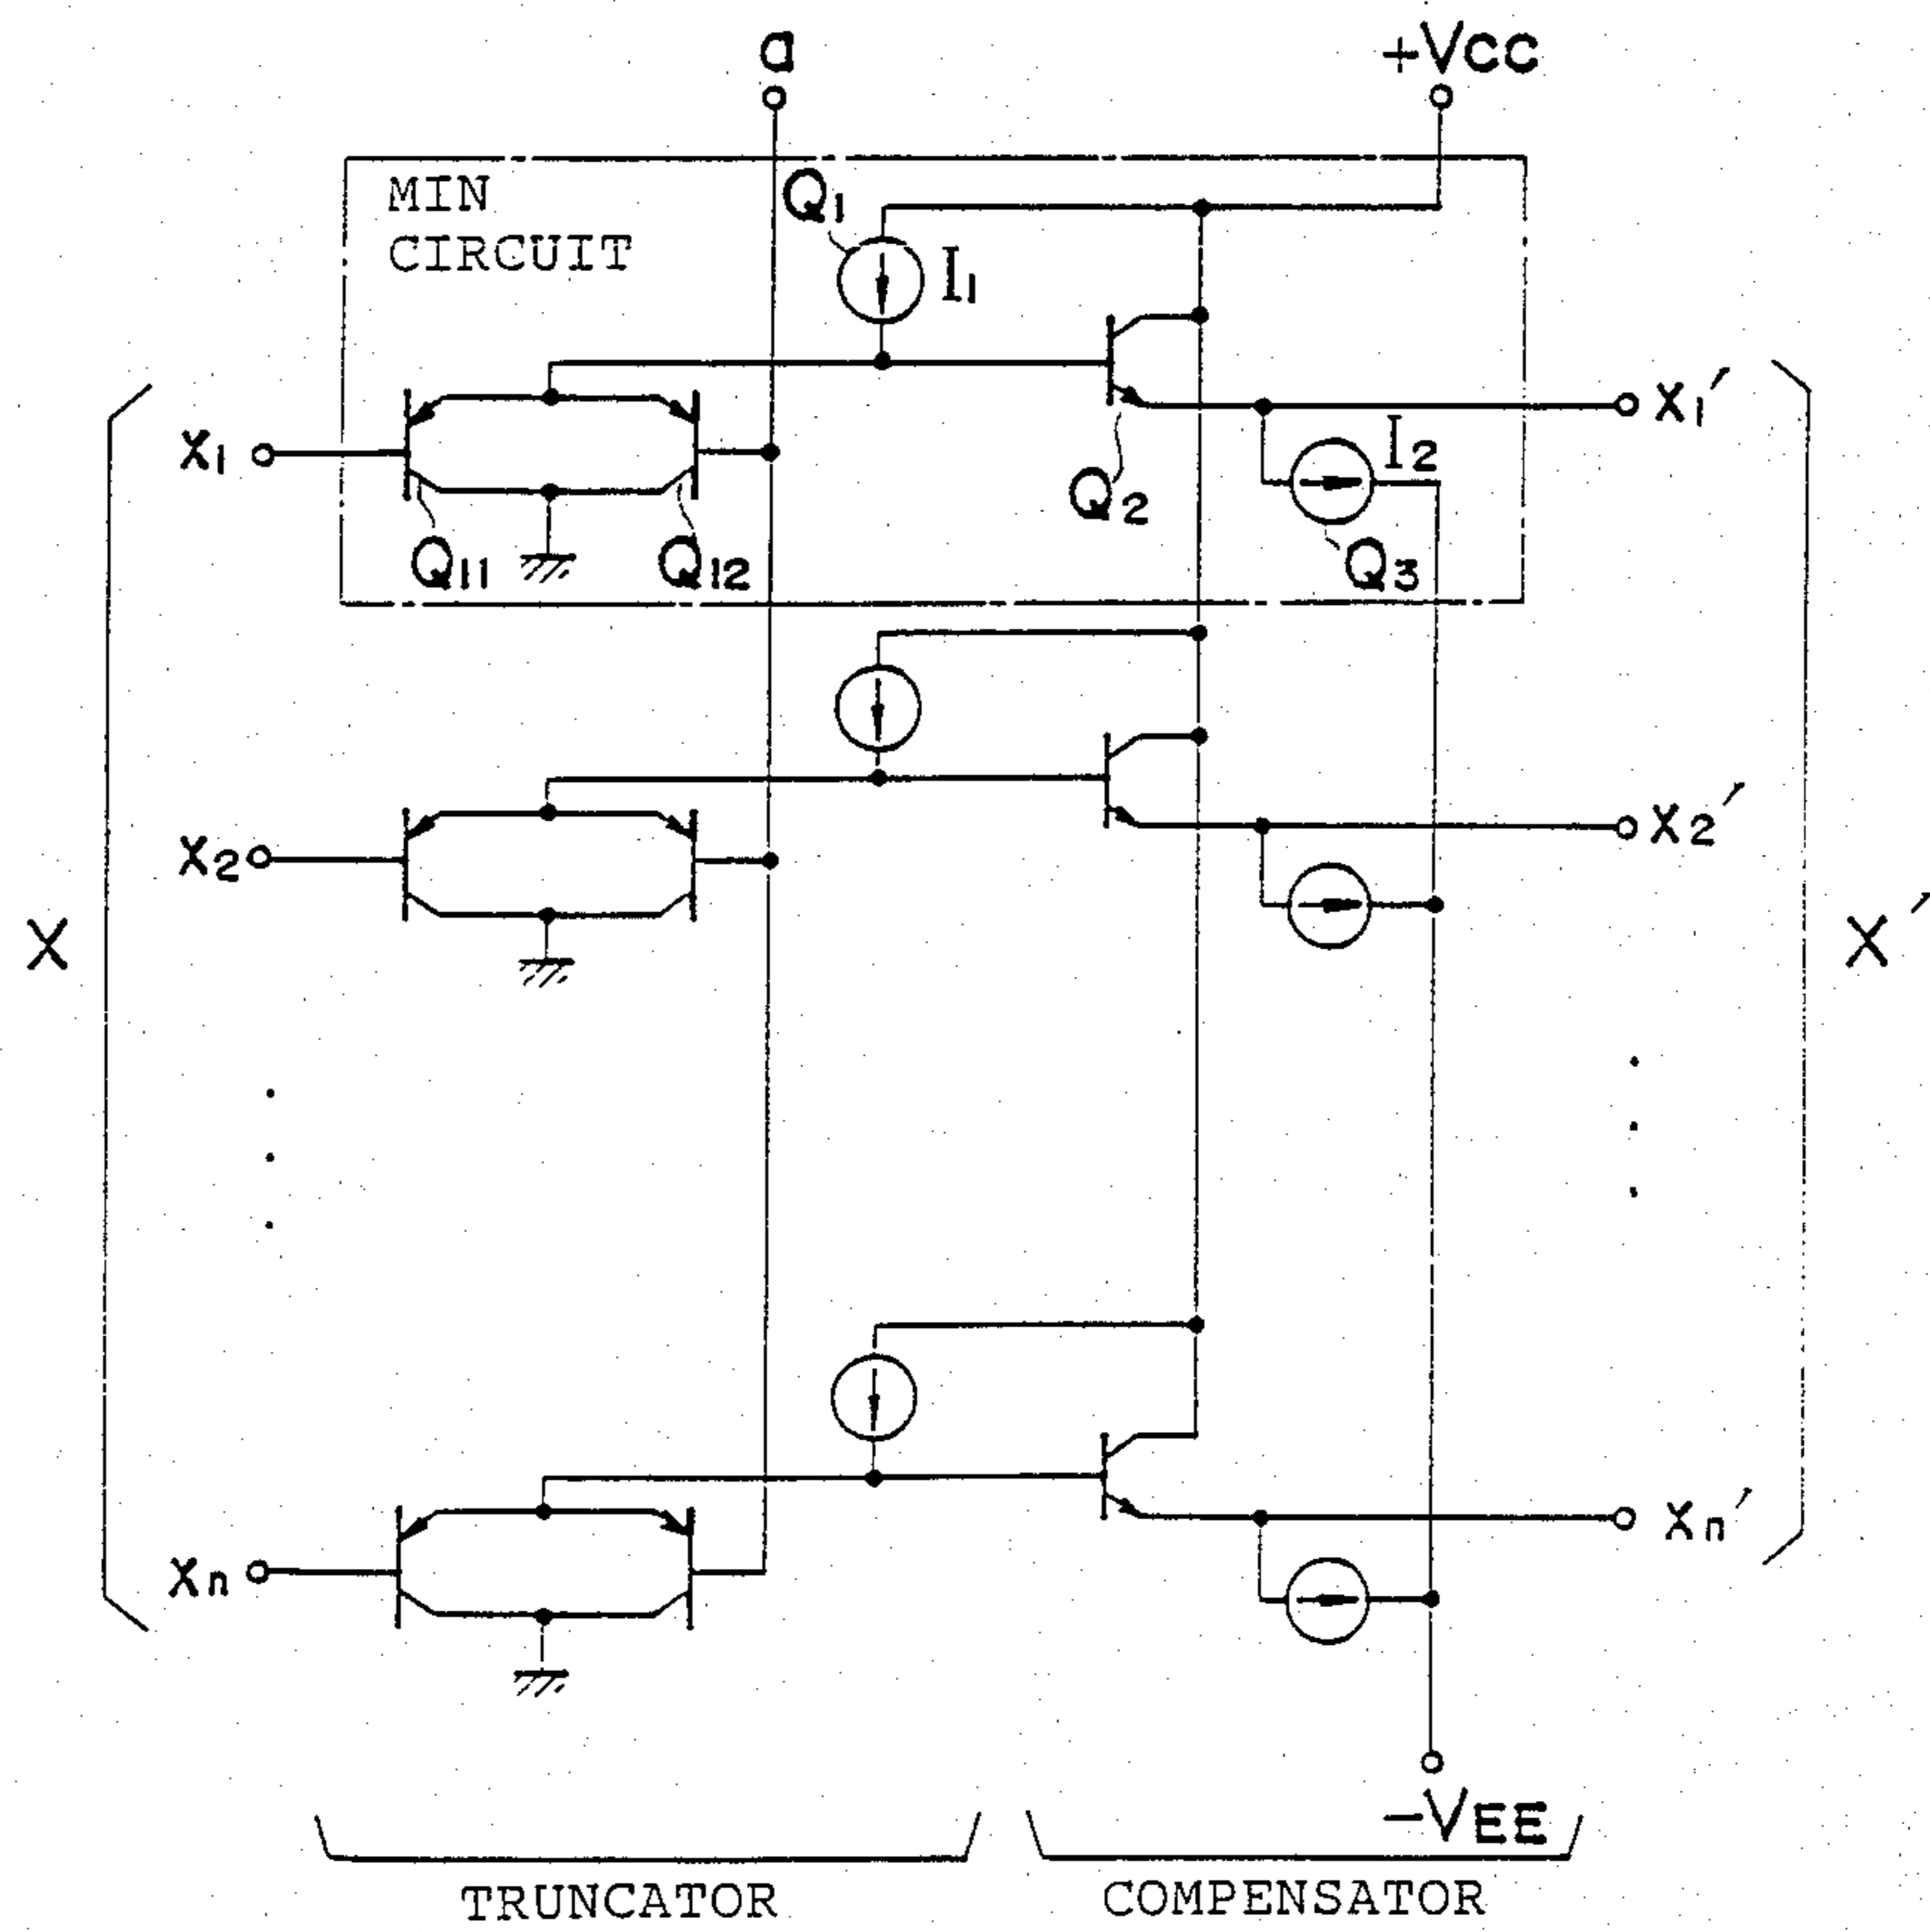 a
+VCC
MIN
CIRCUIT
Q1
I1
x1
x1′
I2
Q2
Q11
Q12
Q3
x2
x2′
X
X′
xn
xn′
-VEE
TRUNCATOR
COMPENSATOR